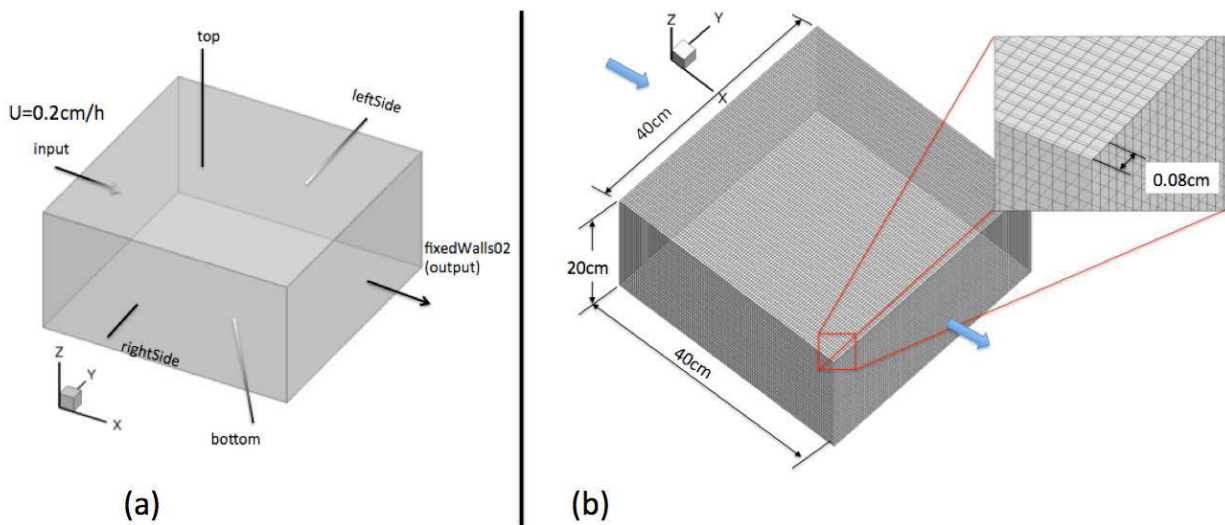 top
leftSide
U=0.2cm/h
input
fixedWalls02
(output)
rightSide
Z
Y
X
bottom
(a)
Z
Y
X
40cm
0.08cm
20cm
40cm
(b)